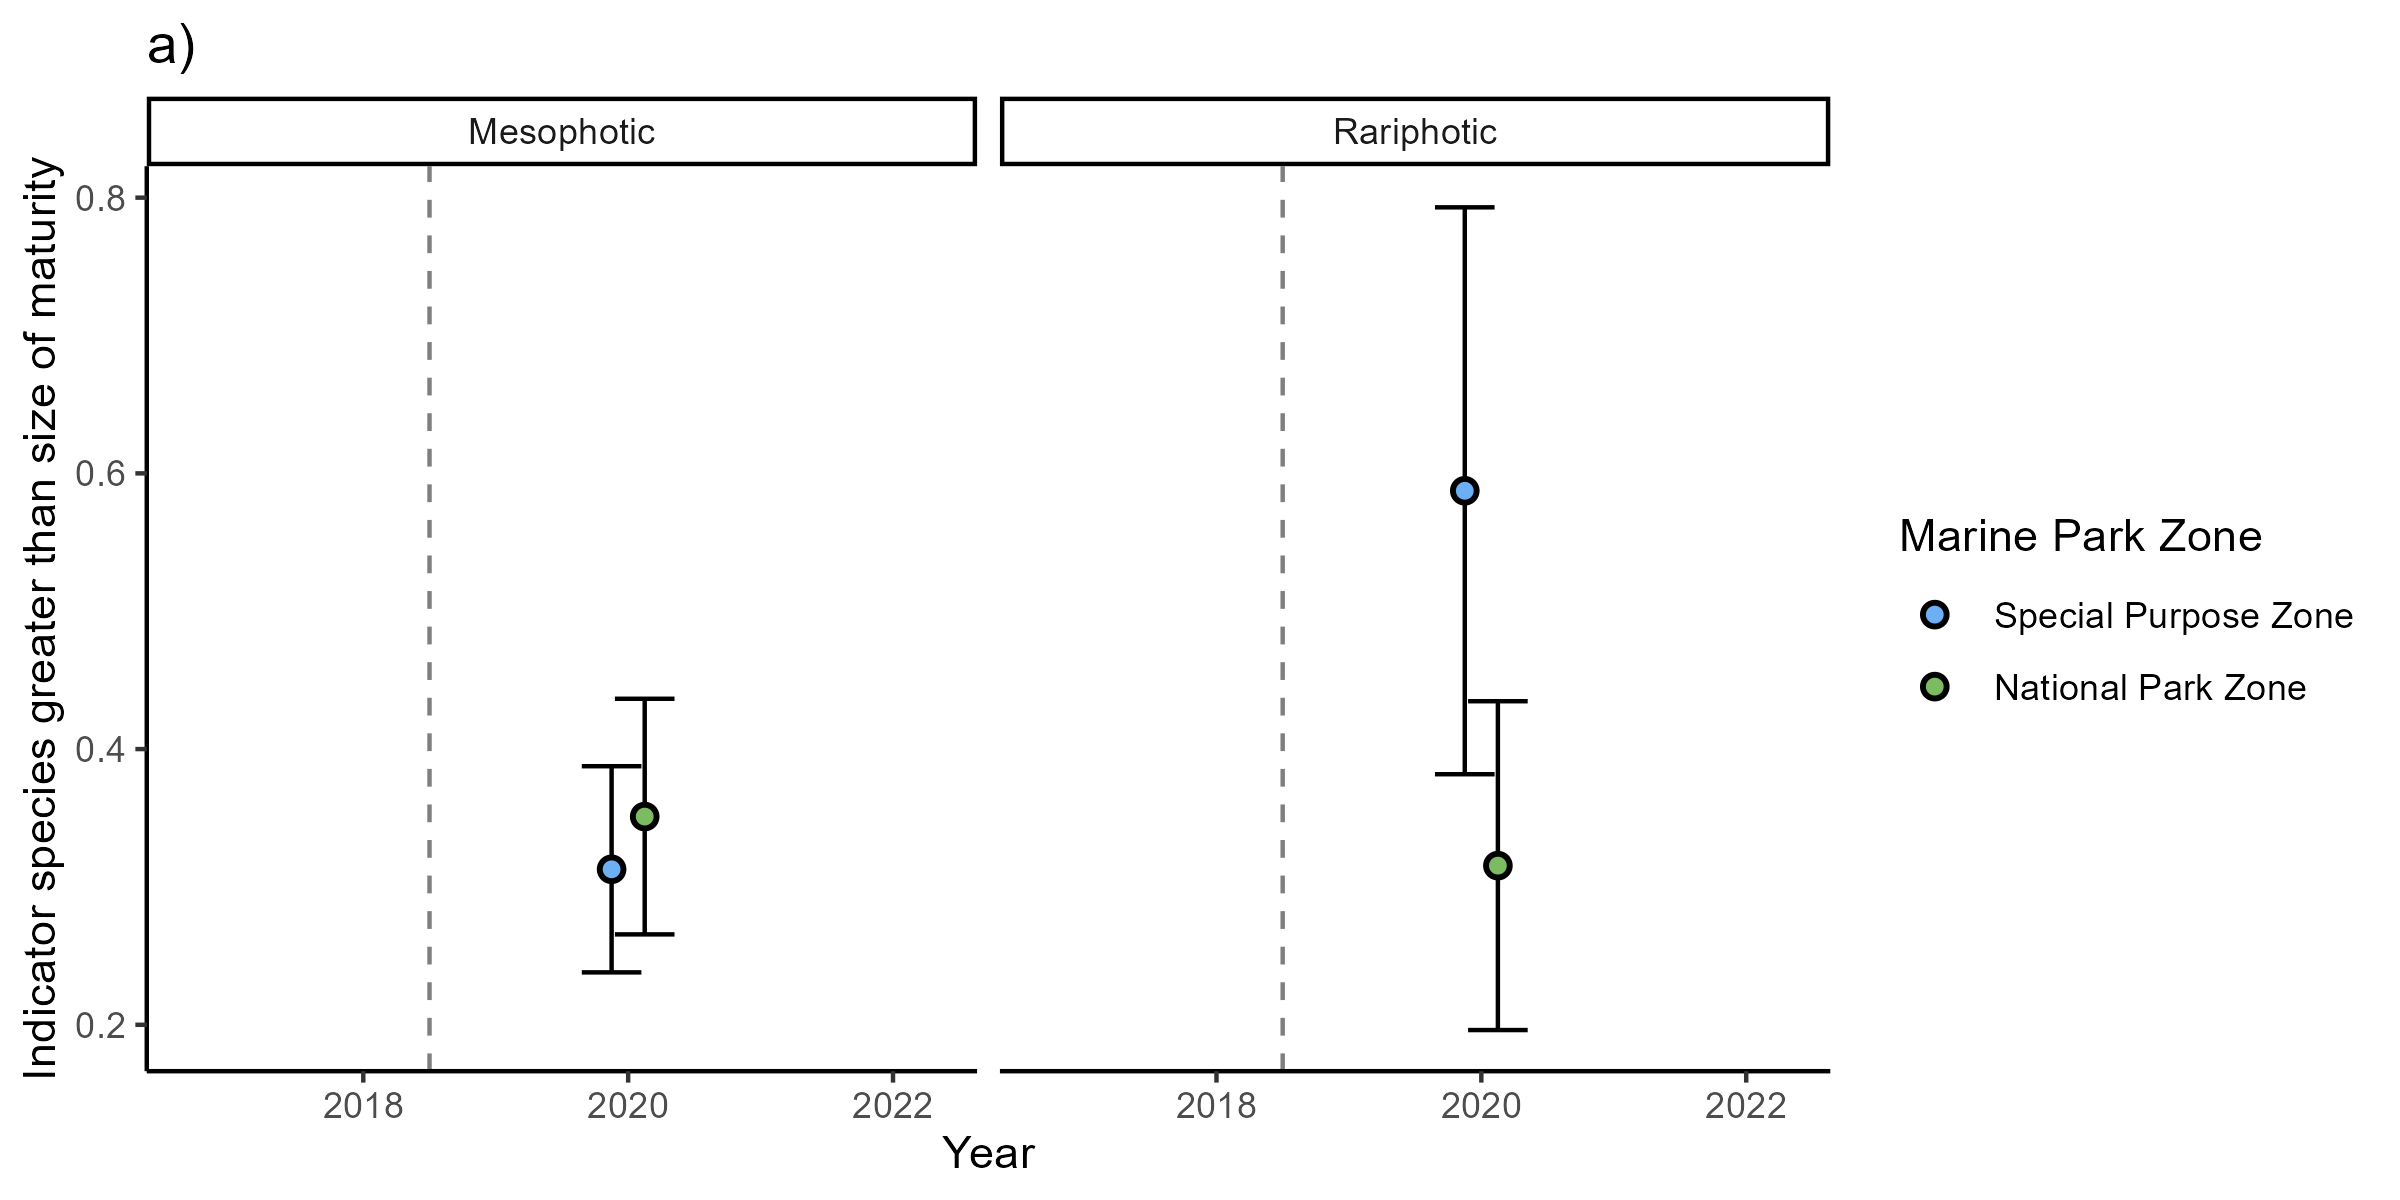 a)
Mesophotic
Rariphotic
Indicator species greater than size of maturity
0.8
0.6
0.4
0.2
2018
2020
2022
2018
2020
2022
Year
Marine Park Zone
Special Purpose Zone
National Park Zone